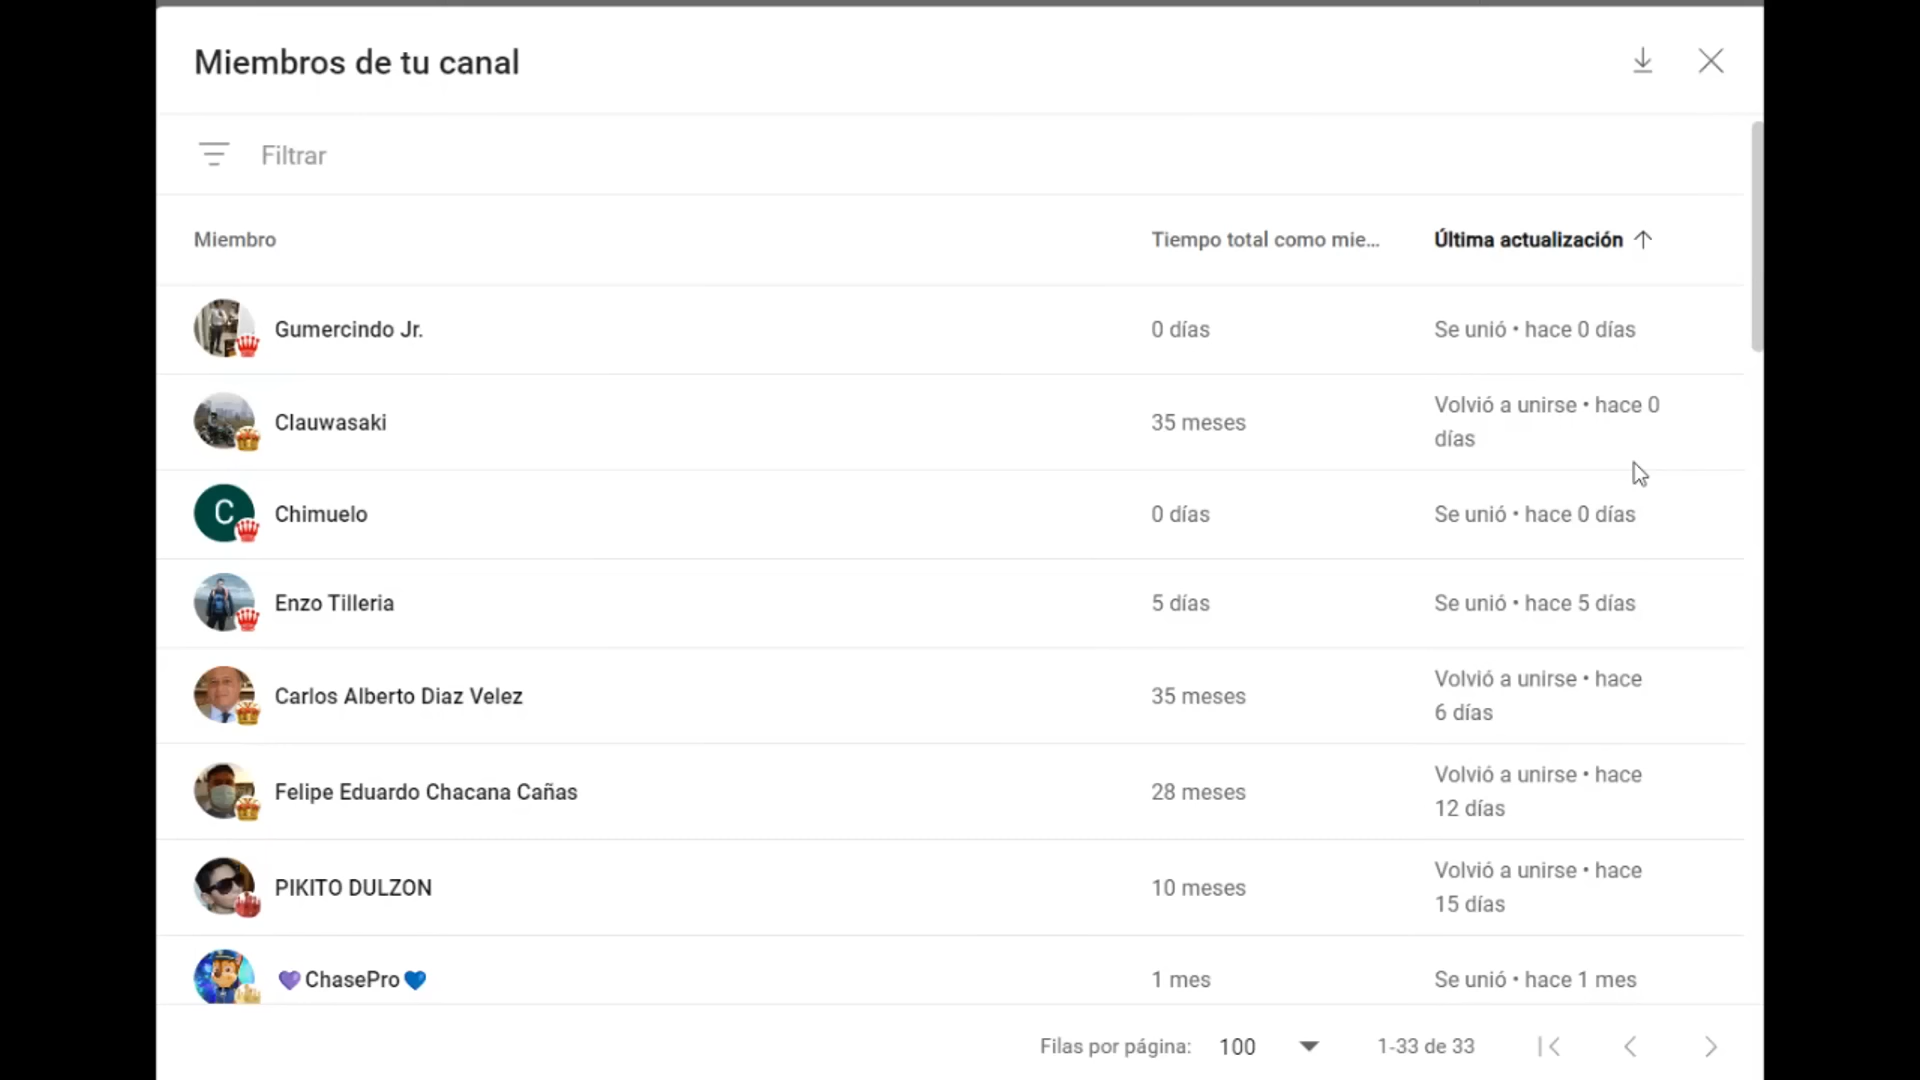 Miembros de tu canal
Filtrar
Miembro
Tiempo total como mie...
Última actualización
Gumercindo Jr.
0 días
Se unió • hace 0 días
Clauwasaki
35 meses
Volvió a unirse • hace 0
días
C
Chimuelo
0 días
Se unió • hace 0 días
Enzo Tilleria
5 días
Se unió • hace 5 días
Carlos Alberto Diaz Velez
35 meses
Volvió a unirse • hace
6 días
Felipe Eduardo Chacana Cañas
28 meses
Volvió a unirse • hace
12 días
PIKITO DULZON
10 meses
Volvió a unirse • hace
15 días
💜ChasePro💙
1 mes
Se unió • hace 1 mes
Filas por página:
100
1-33 de 33